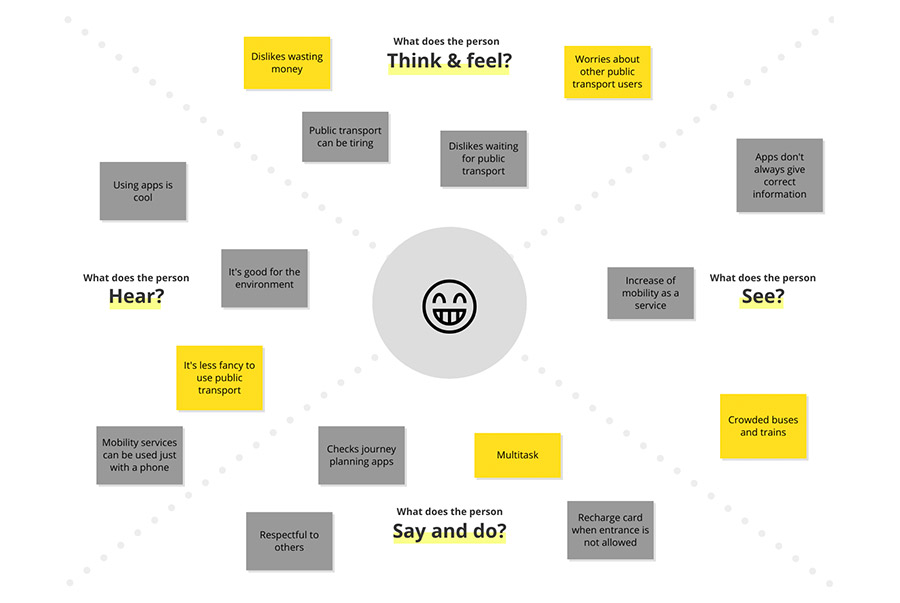 What does the person
Think & feel?
Dislikes wasting
money
Worries about
other public
transport users
Public transport
can be tiring
Dislikes waiting
for public
transport
Using apps is
cool
Apps don't
always give
correct
information
What does the person
Hear?
It's good for the
environment
Increase of
mobility as a
service
What does the person
See?
It's less fancy to
use public
transport
Crowded buses
and trains
Mobility services
can be used just
with a phone
Checks journey
planning apps
Multitask
What does the person
Say and do?
Respectful to
others
Recharge card
when entrance is
not allowed